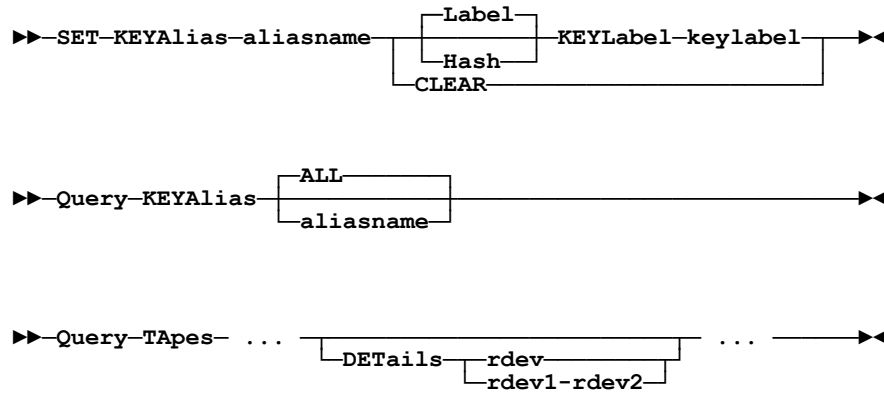 Label
SET KEYAlias aliasname KEYLabel keylabel
Hash
CLEAR
ALL
Query KEYAlias
aliasname
Query TApes ... ...
DETails rdev
rdev1-rdev2